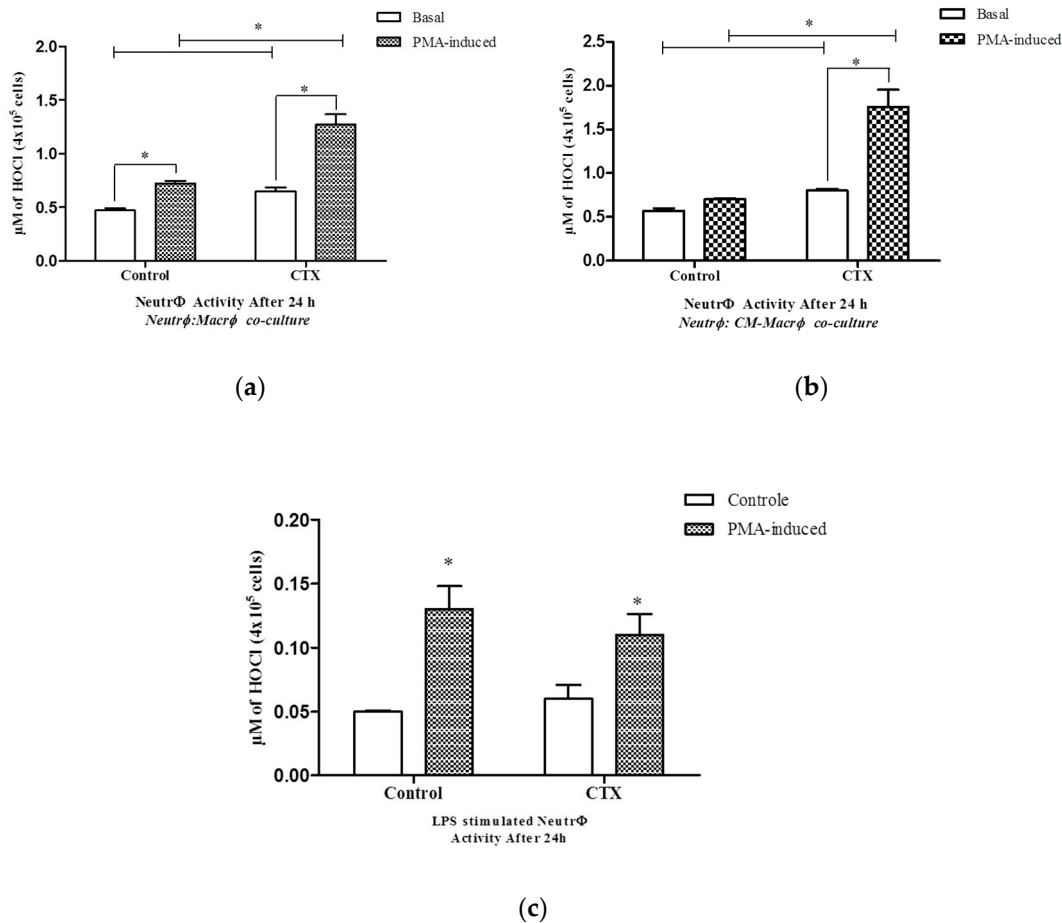 Basal
PMA-induced
*
2.0
1.5
1.0
0.5
0.0
µM of HOCl (4x10⁵ cells)
*
*
Control
CTX
NeutrΦ Activity After 24 h
Neutrϕ:Macrϕ co-culture
(a)
Basal
PMA-induced
*
2.5
2.0
1.5
1.0
0.5
0.0
µM of HOCl (4x10⁵ cells)
*
Control
CTX
NeutrΦ Activity After 24 h
Neutrϕ: CM-Macrϕ co-culture
(b)
Controle
PMA-induced
0.20
0.15
0.10
0.05
0.00
µM of HOCl (4x10⁵ cells)
*
*
Control
CTX
LPS stimulated NeutrΦ
Activity After 24h
(c)